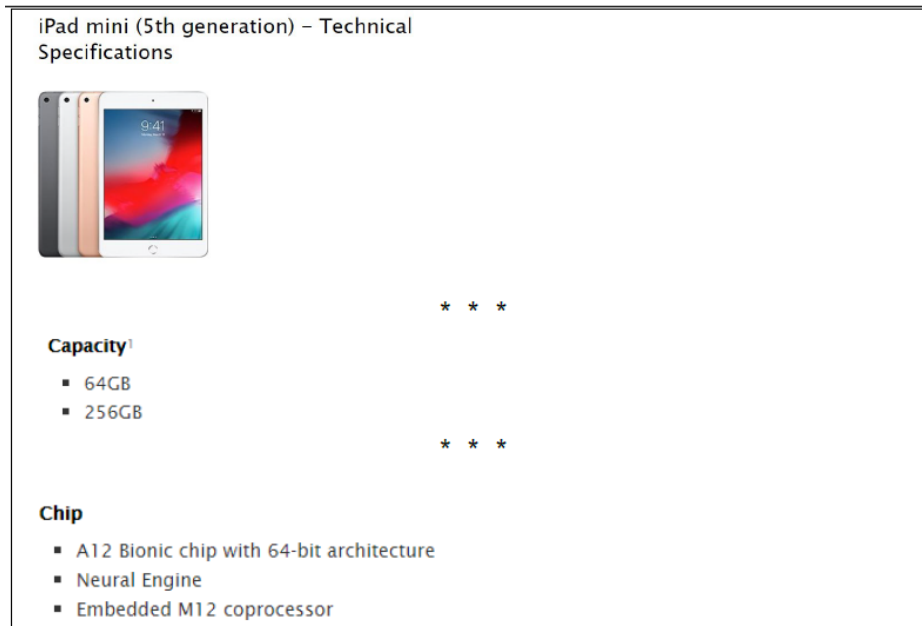 iPad mini (5th generation) – Technical
Specifications
9:41
* * *
Capacity1
▪ 64GB
▪ 256GB
* * *
Chip
▪ A12 Bionic chip with 64-bit architecture
▪ Neural Engine
▪ Embedded M12 coprocessor